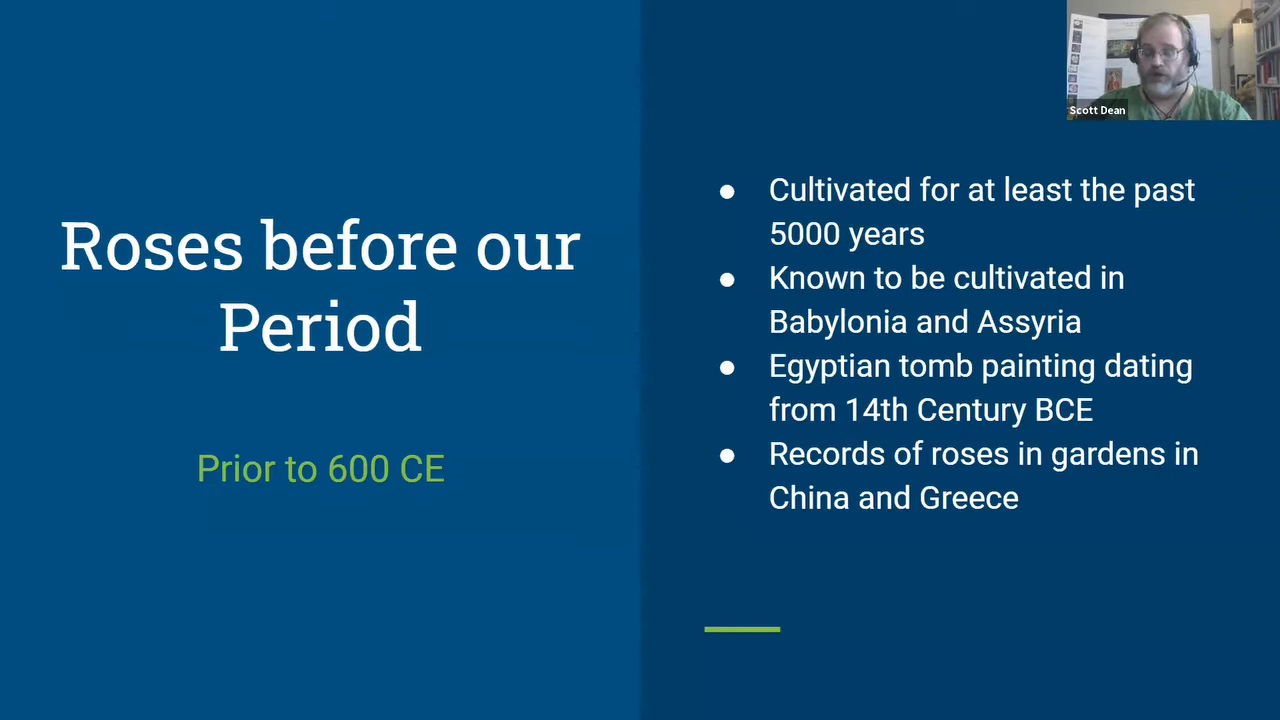 Roses before our
Period
Prior to 600 CE
● Cultivated for at least the past
5000 years
● Known to be cultivated in
Babylonia and Assyria
● Egyptian tomb painting dating
from 14th Century BCE
● Records of roses in gardens in
China and Greece
Scott Dean